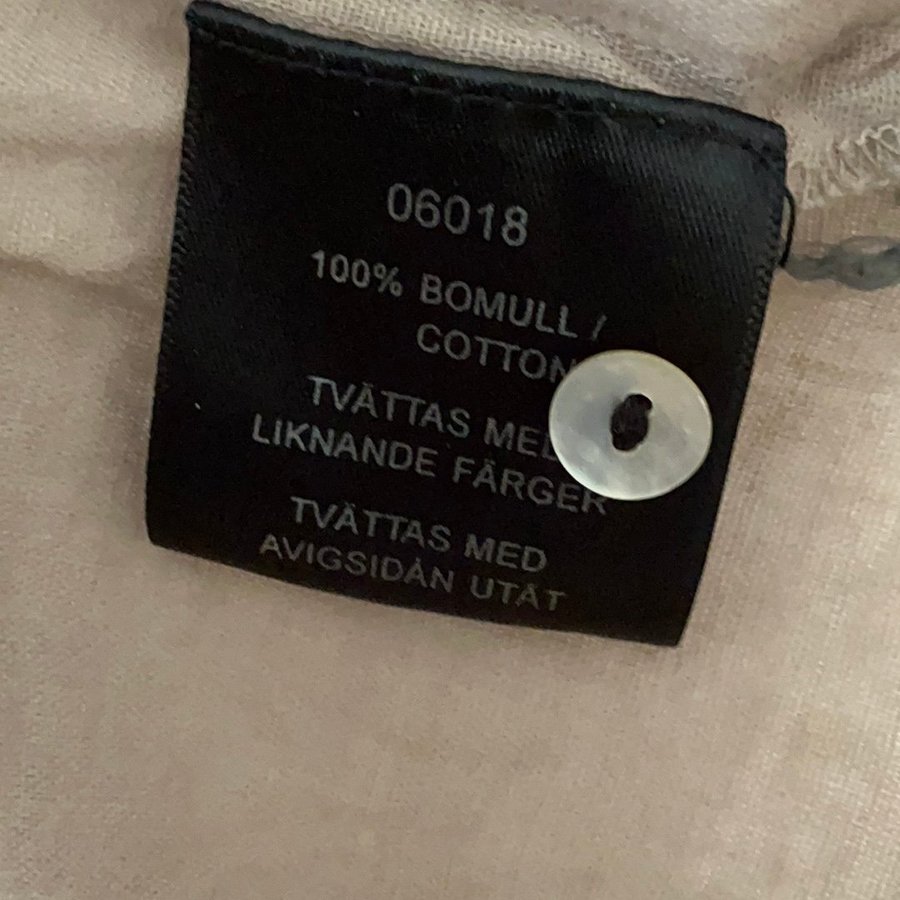 06018
100% BOMULL /
COTTON
TVÄTTAS MED
LIKNANDE FÄRGER
TVÄTTAS MED
AVIGSIDAN UTÅT